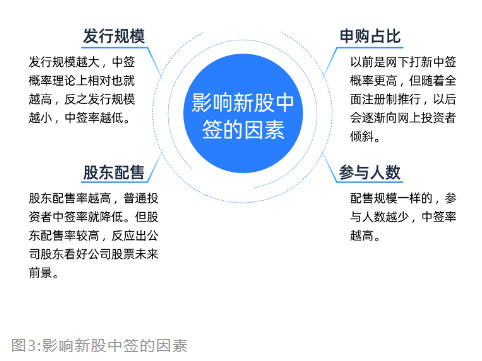 发行规模
发行规模越大，中签
概率理论上相对也就
越高，反之发行规模
越小，中签率越低。
申购占比
以前是网下打新中签
概率更高，但随着全
面注册制推行，以后
会逐渐向网上投资者
倾斜。
影响新股中
签的因素
股东配售
股东配售率越高，普通投
资者中签率就降低。但股
东配售率较高，反应出公
司股东看好公司股票未来
前景。
参与人数
配售规模一样的，参
与人数越少，中签率
越高。
图3:影响新股中签的因素